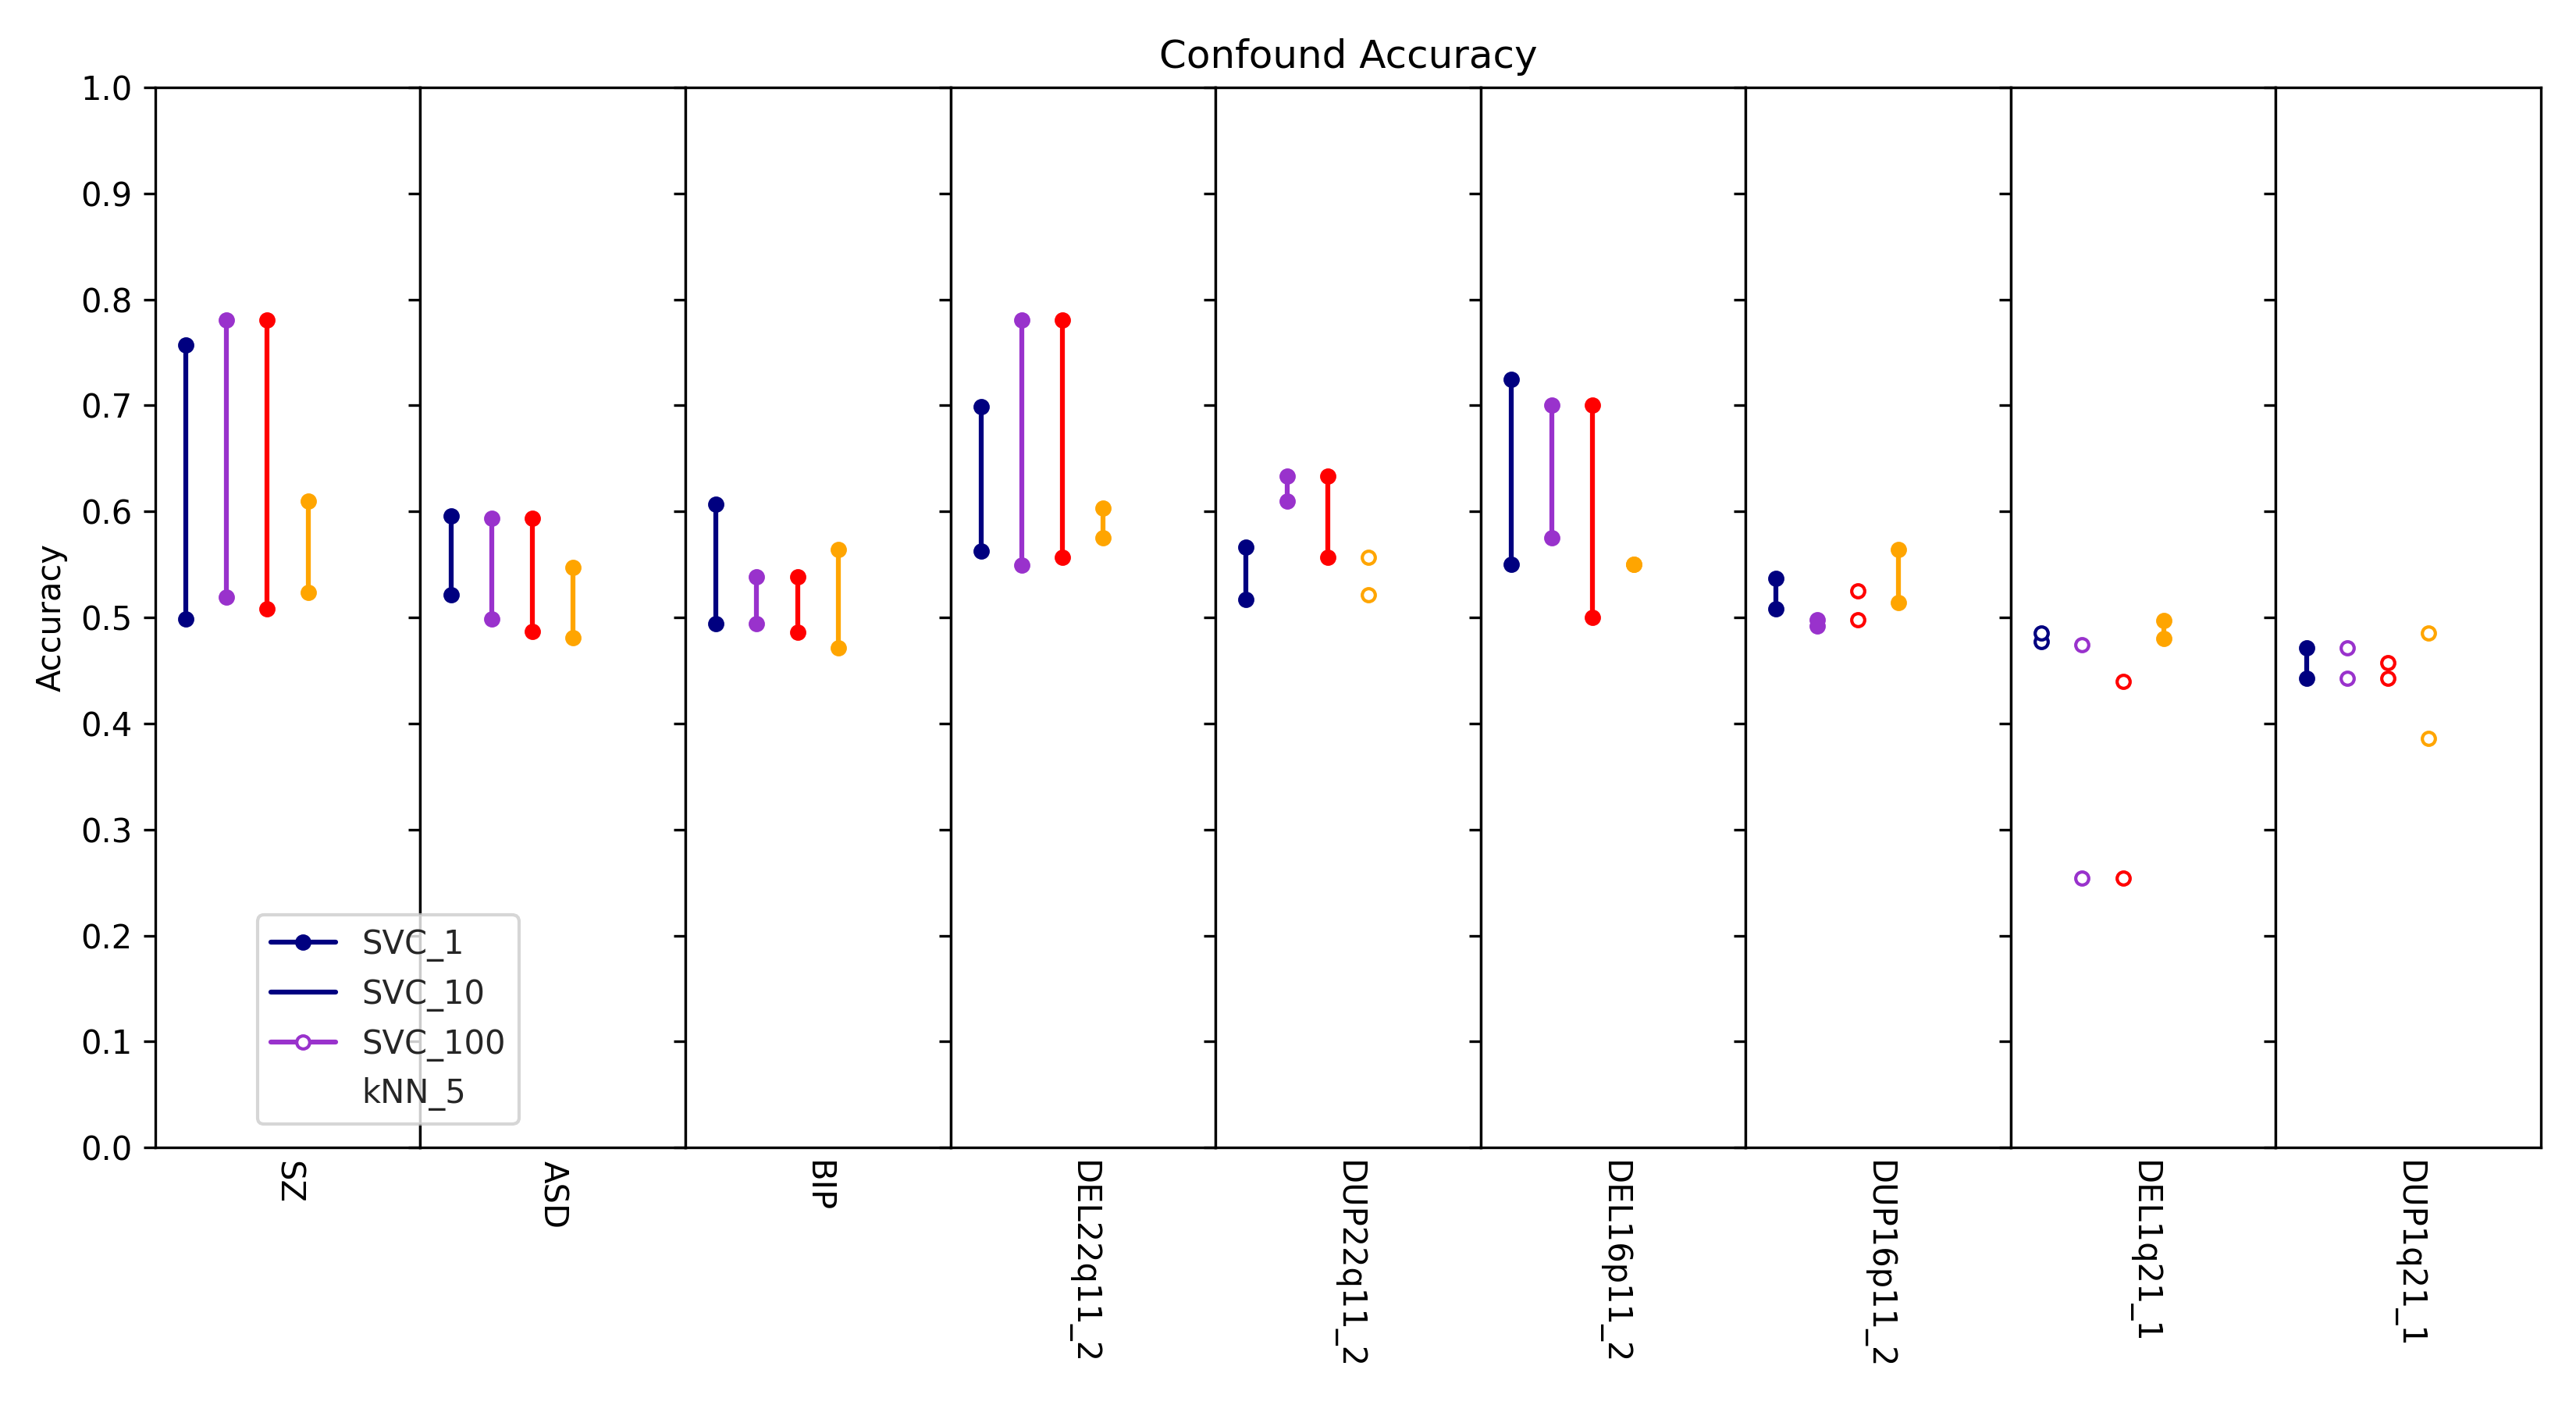 Confound Accuracy
Accuracy
1.0
0.9
0.8
0.7
0.6
0.5
0.4
0.3
0.2
0.1
0.0
SVC_1
SVC_10
SVC_100
kNN_5
SZ
ASD
BIP
DEL22q11_2
DUP22q11_2
DEL16p11_2
DUP16p11_2
DEL1q21_1
DUP1q21_1